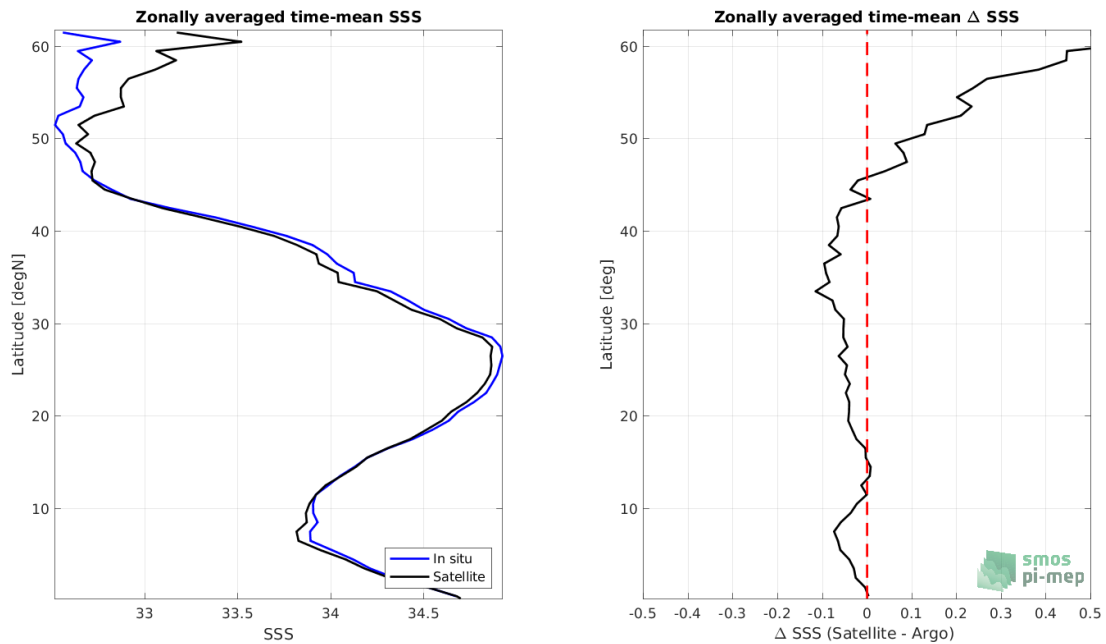 Zonally averaged time-mean SSS
60
50
40
30
20
10
Latitude [degN]
33
33.5
34
34.5
SSS
In situ
Satellite
Zonally averaged time-mean Δ SSS
60
50
40
30
20
10
Latitude [deg]
-0.5
-0.4
-0.3
-0.2
-0.1
0
0.1
0.2
0.3
0.4
0.5
Δ SSS (Satellite - Argo)
smos
pi-mep